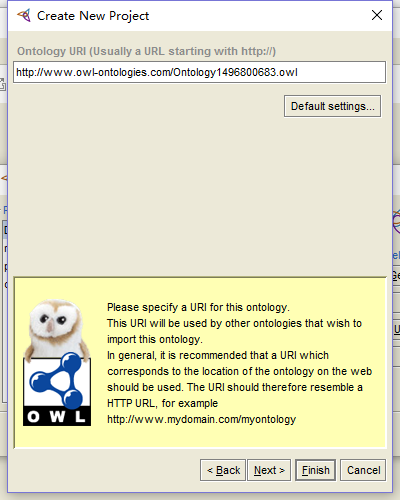 Create New Project
Ontology URI (Usually a URL starting with http://)
http://www.owl-ontologies.com/Ontology1496800683.owl
Default settings...
Please specify a URI for this ontology.
This URI will be used by other ontologies that wish to
import this ontology.
In general, it is recommended that a URI which
corresponds to the location of the ontology on the web
should be used. The URI should therefore resemble a
HTTP URL, for example
http://www.mydomain.com/myontology
OWL
< Back
Next >
Finish
Cancel